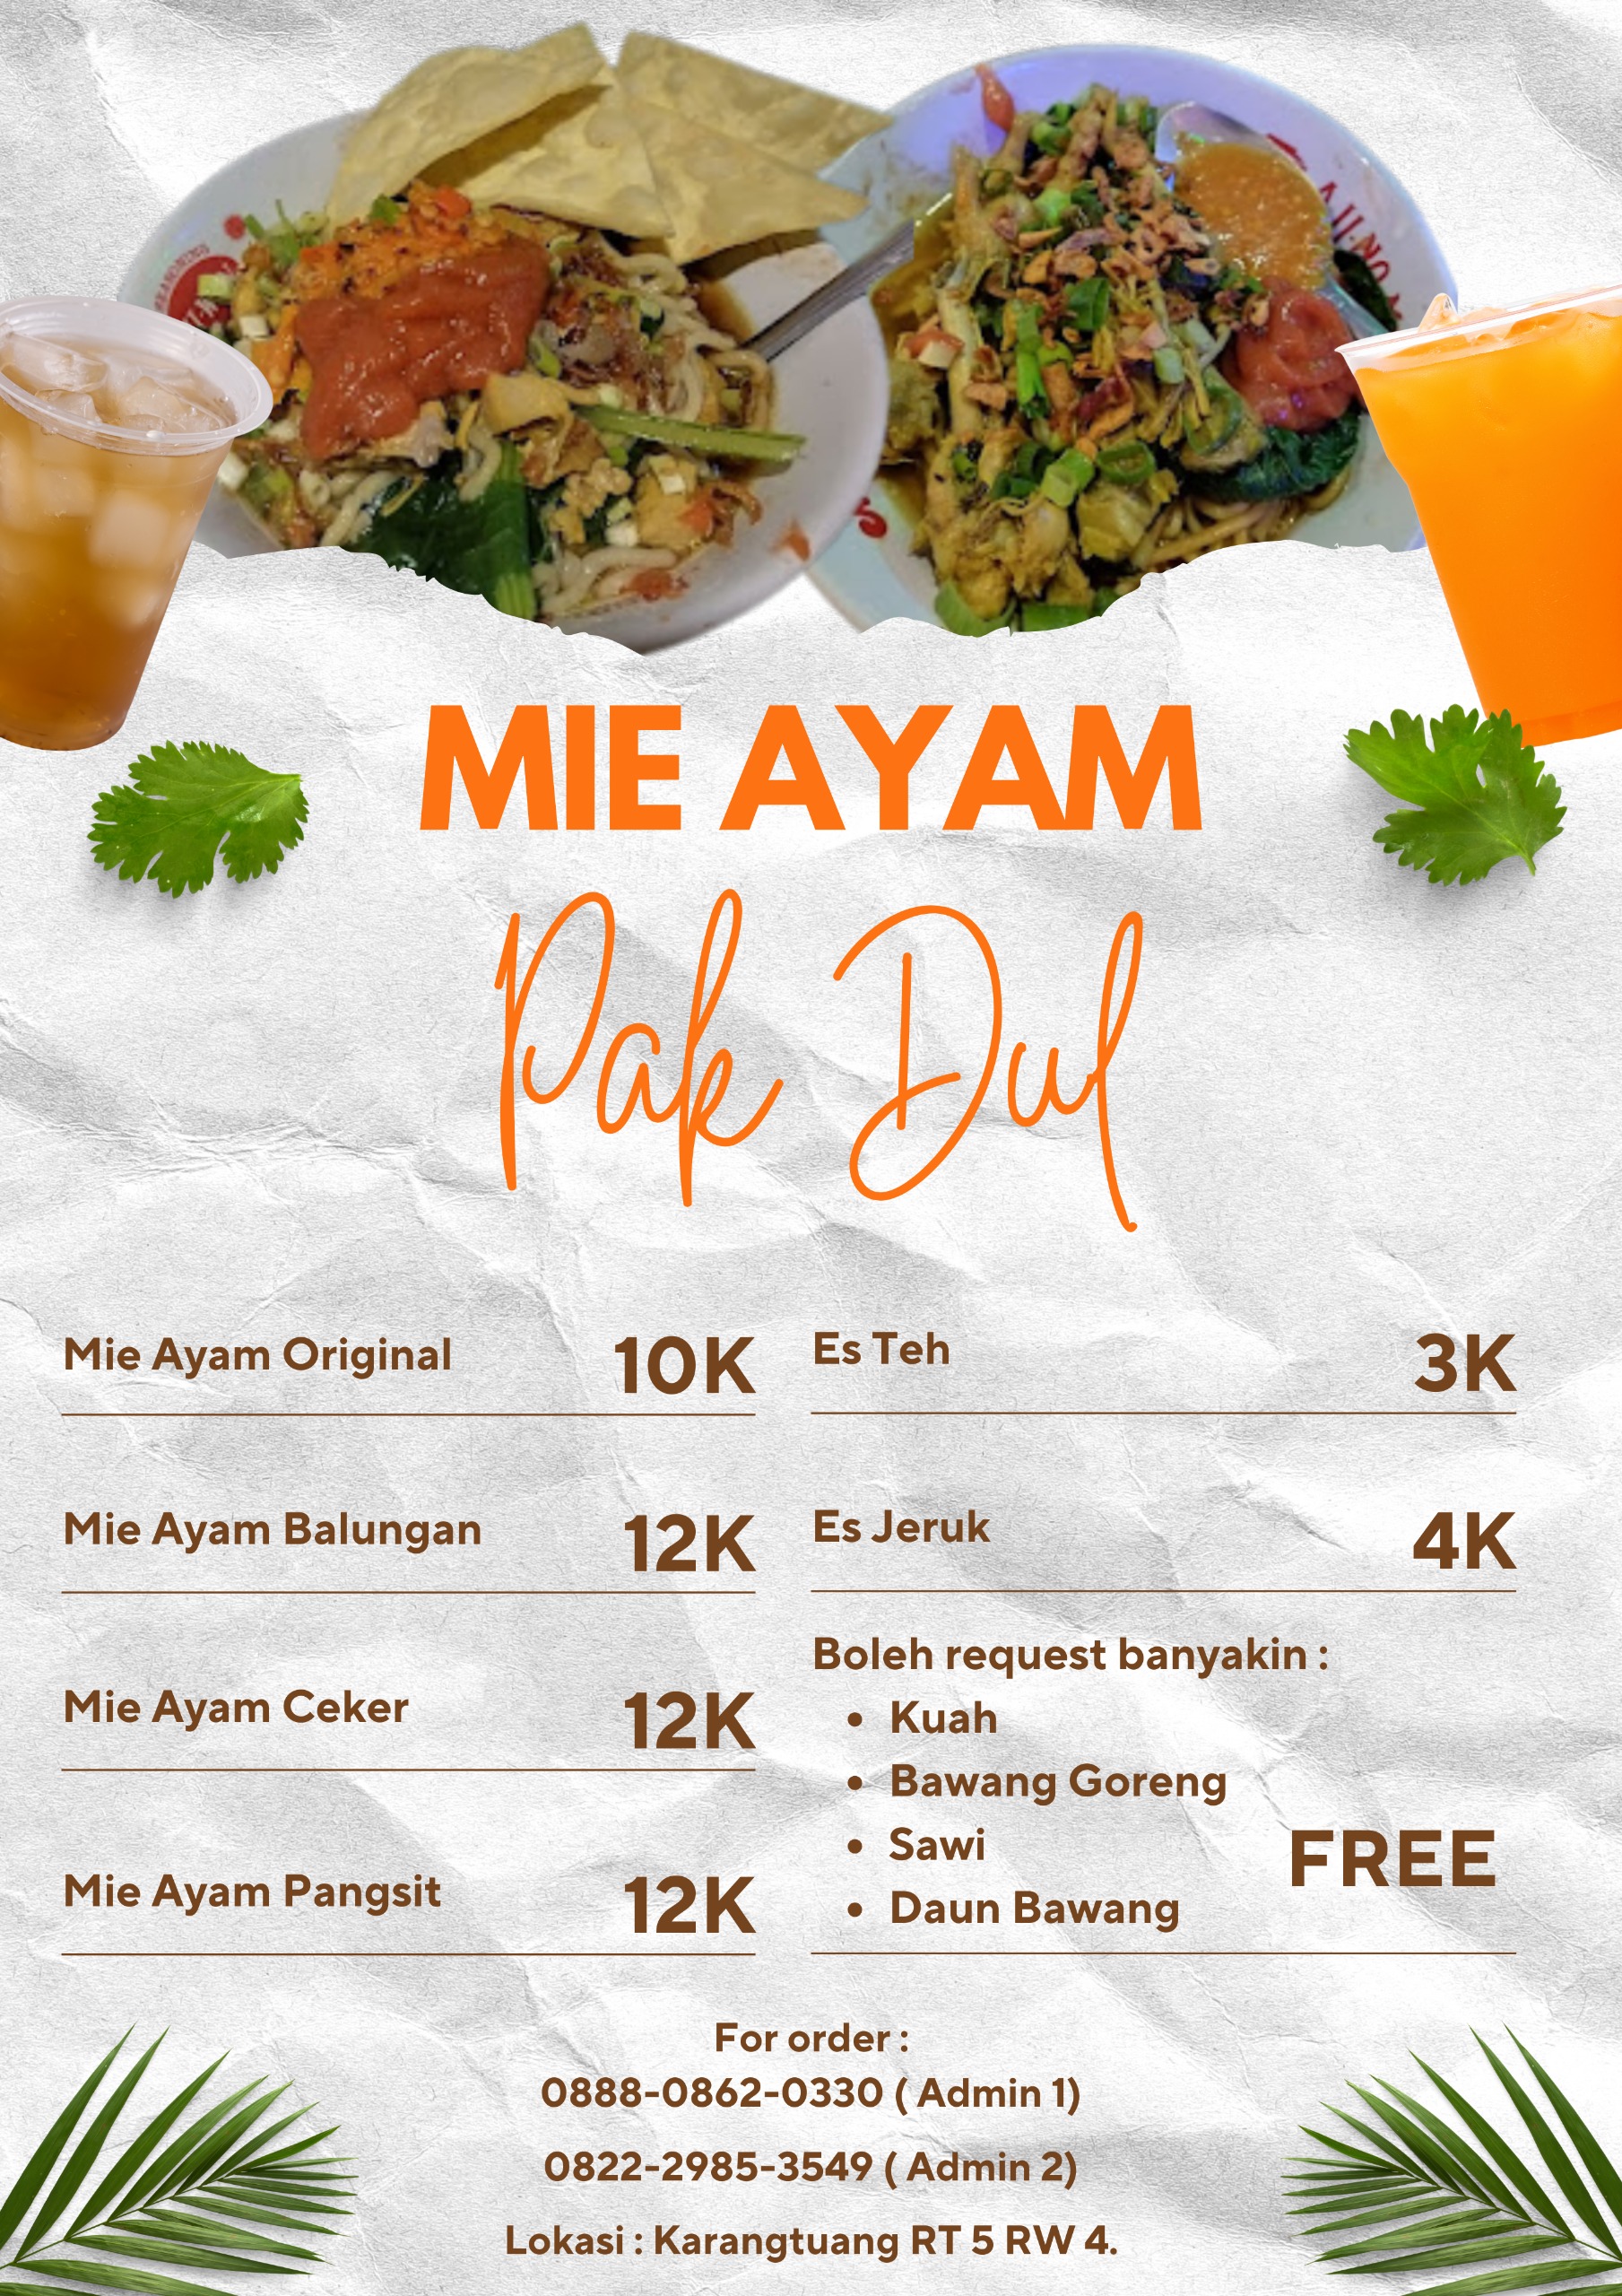 MIE AYAM
Pak Dul
Mie Ayam Original 10K
Mie Ayam Balungan 12K
Mie Ayam Ceker 12K
Mie Ayam Pangsit 12K
Es Teh 3K
Es Jeruk 4K
Boleh request banyakin :
• Kuah
• Bawang Goreng
• Sawi
• Daun Bawang
FREE
For order :
0888-0862-0330 ( Admin 1)
0822-2985-3549 ( Admin 2)
Lokasi : Karangtuang RT 5 RW 4.